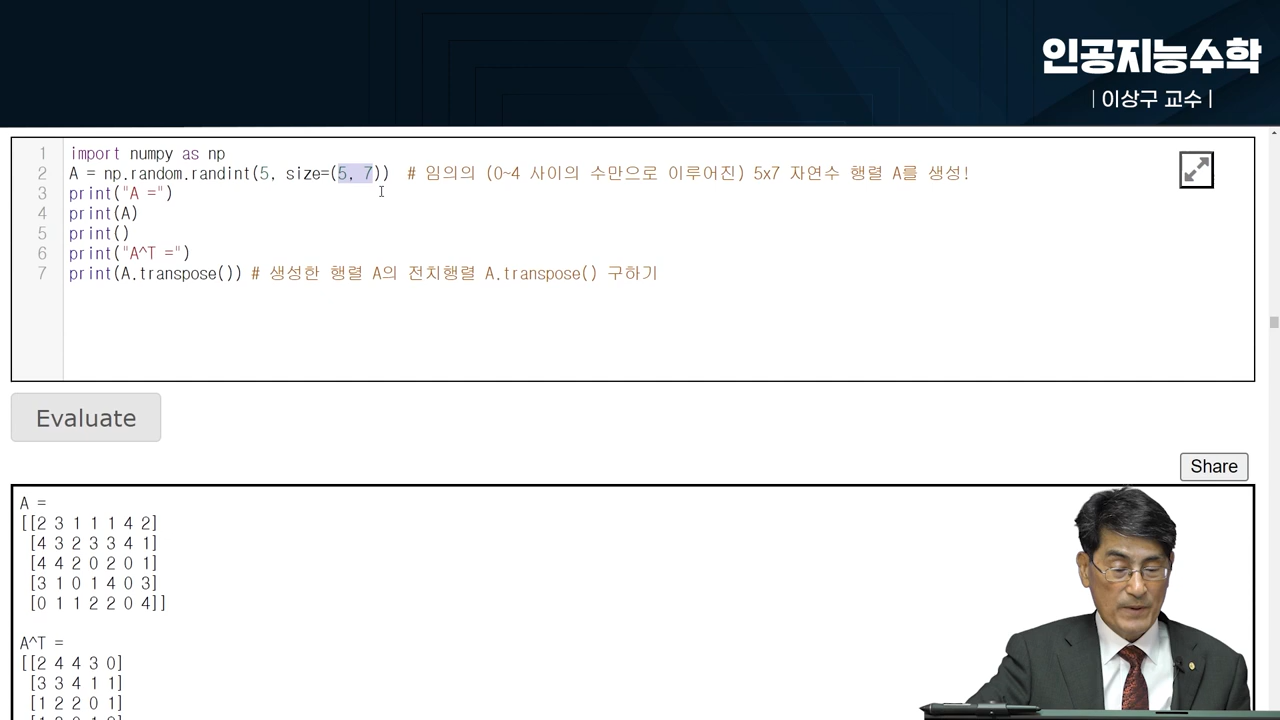 인공지능수학
| 이상구 교수 |
1 import numpy as np
2 A = np.random.randint(5, size=(5, 7)) # 임의의 (0~4 사이의 수만으로 이루어진) 5x7 자연수 행렬 A를 생성!
3 print("A =")
4 print(A)
5 print()
6 print("A^T =")
7 print(A.transpose()) # 생성한 행렬 A의 전치행렬 A.transpose() 구하기
Evaluate
Share
A =
[[2 3 1 1 1 4 2]
[4 3 2 3 3 4 1]
[4 4 2 0 2 0 1]
[3 1 0 1 4 0 3]
[0 1 1 2 2 0 4]]
A^T =
[[2 4 4 3 0]
[3 3 4 1 1]
[1 2 2 0 1]